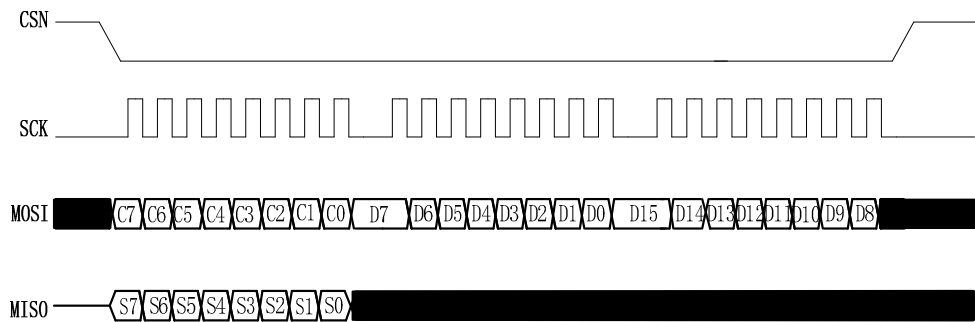 CSN
SCK
MOSI C7 C6 C5 C4 C3 C2 C1 C0 D7 D6 D5 D4 D3 D2 D1 D0 D15 D14 D13 D12 D11 D10 D9 D8
MISO S7 S6 S5 S4 S3 S2 S1 S0